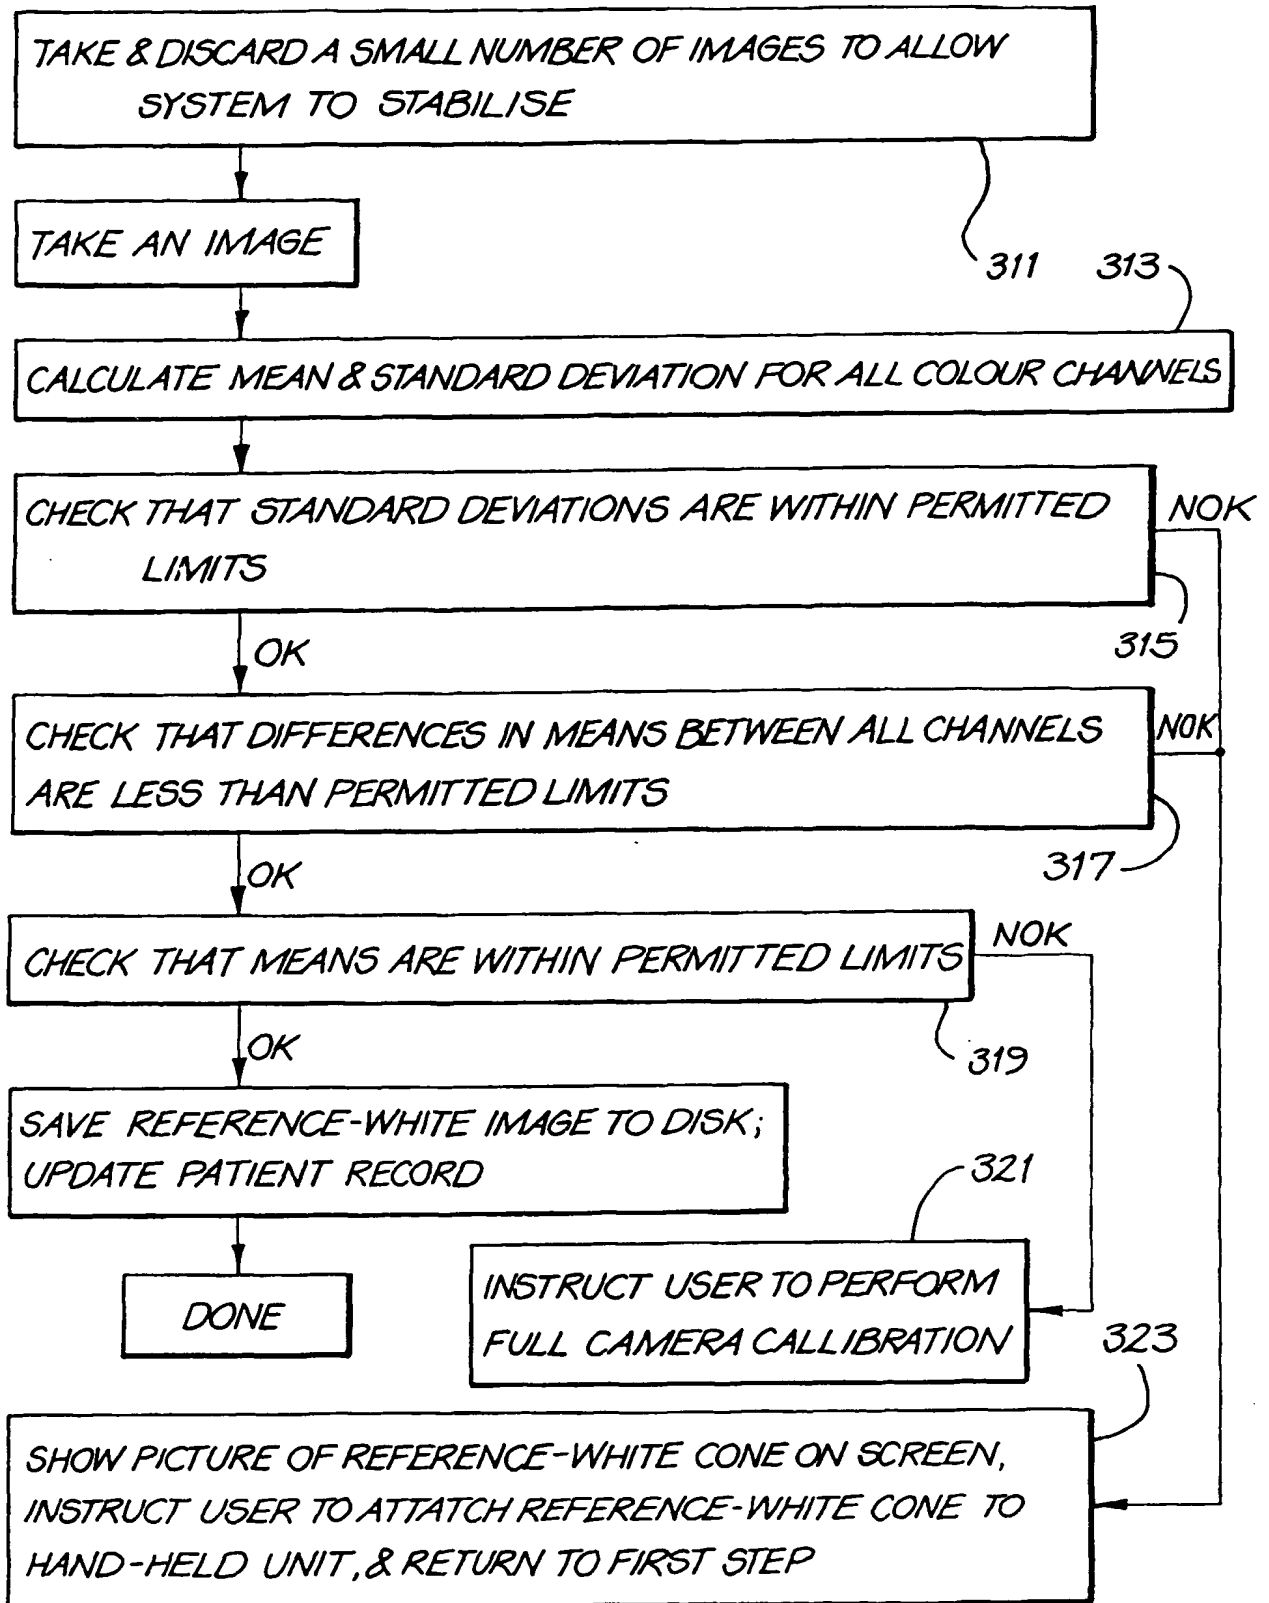 TAKE & DISCARD A SMALL NUMBER OF IMAGES TO ALLOW
SYSTEM TO STABILISE
311
TAKE AN IMAGE
313
CALCULATE MEAN & STANDARD DEVIATION FOR ALL COLOUR CHANNELS
CHECK THAT STANDARD DEVIATIONS ARE WITHIN PERMITTED
LIMITS
NOK
315
OK
CHECK THAT DIFFERENCES IN MEANS BETWEEN ALL CHANNELS
ARE LESS THAN PERMITTED LIMITS
NOK
317
OK
CHECK THAT MEANS ARE WITHIN PERMITTED LIMITS
NOK
319
OK
SAVE REFERENCE-WHITE IMAGE TO DISK;
UPDATE PATIENT RECORD
DONE
321
INSTRUCT USER TO PERFORM
FULL CAMERA CALLIBRATION
323
SHOW PICTURE OF REFERENCE-WHITE CONE ON SCREEN,
INSTRUCT USER TO ATTATCH REFERENCE-WHITE CONE TO
HAND-HELD UNIT, & RETURN TO FIRST STEP